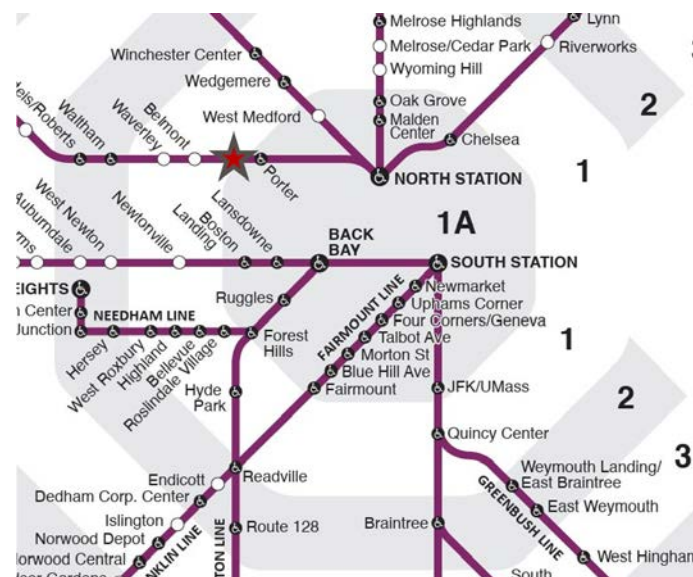 Melrose Highlands
Lynn
Winchester Center
Melrose/Cedar Park
Riverworks
Wedgemere
Wyoming Hill
Oak Grove
2
West Medford
Malden
Center
Chelsea
Waltham
Waverley
Belmont
Porter
NORTH STATION
1
Auburndale
West Newton
Newtonville
Boston
Landing
Lansdowne
BACK
BAY
1A
SOUTH STATION
Newmarket
Ruggles
Uphams Corner
Four Corners/Geneva
Talbot Ave
Morton St
Blue Hill Ave
Fairmount
FAIRMOUNT LINE
NEEDHAM LINE
Center
Junction
Hersey
West Roxbury
Highland
Bellevue
Roslindale Village
Forest
Hills
1
Hyde
Park
JFK/UMass
2
Quincy Center
3
Weymouth Landing/
East Braintree
East Weymouth
GREENBUSH LINE
West Hingham
Endicott
Readville
Dedham Corp. Center
Islington
Norwood Depot
Route 128
Braintree
LINE
South